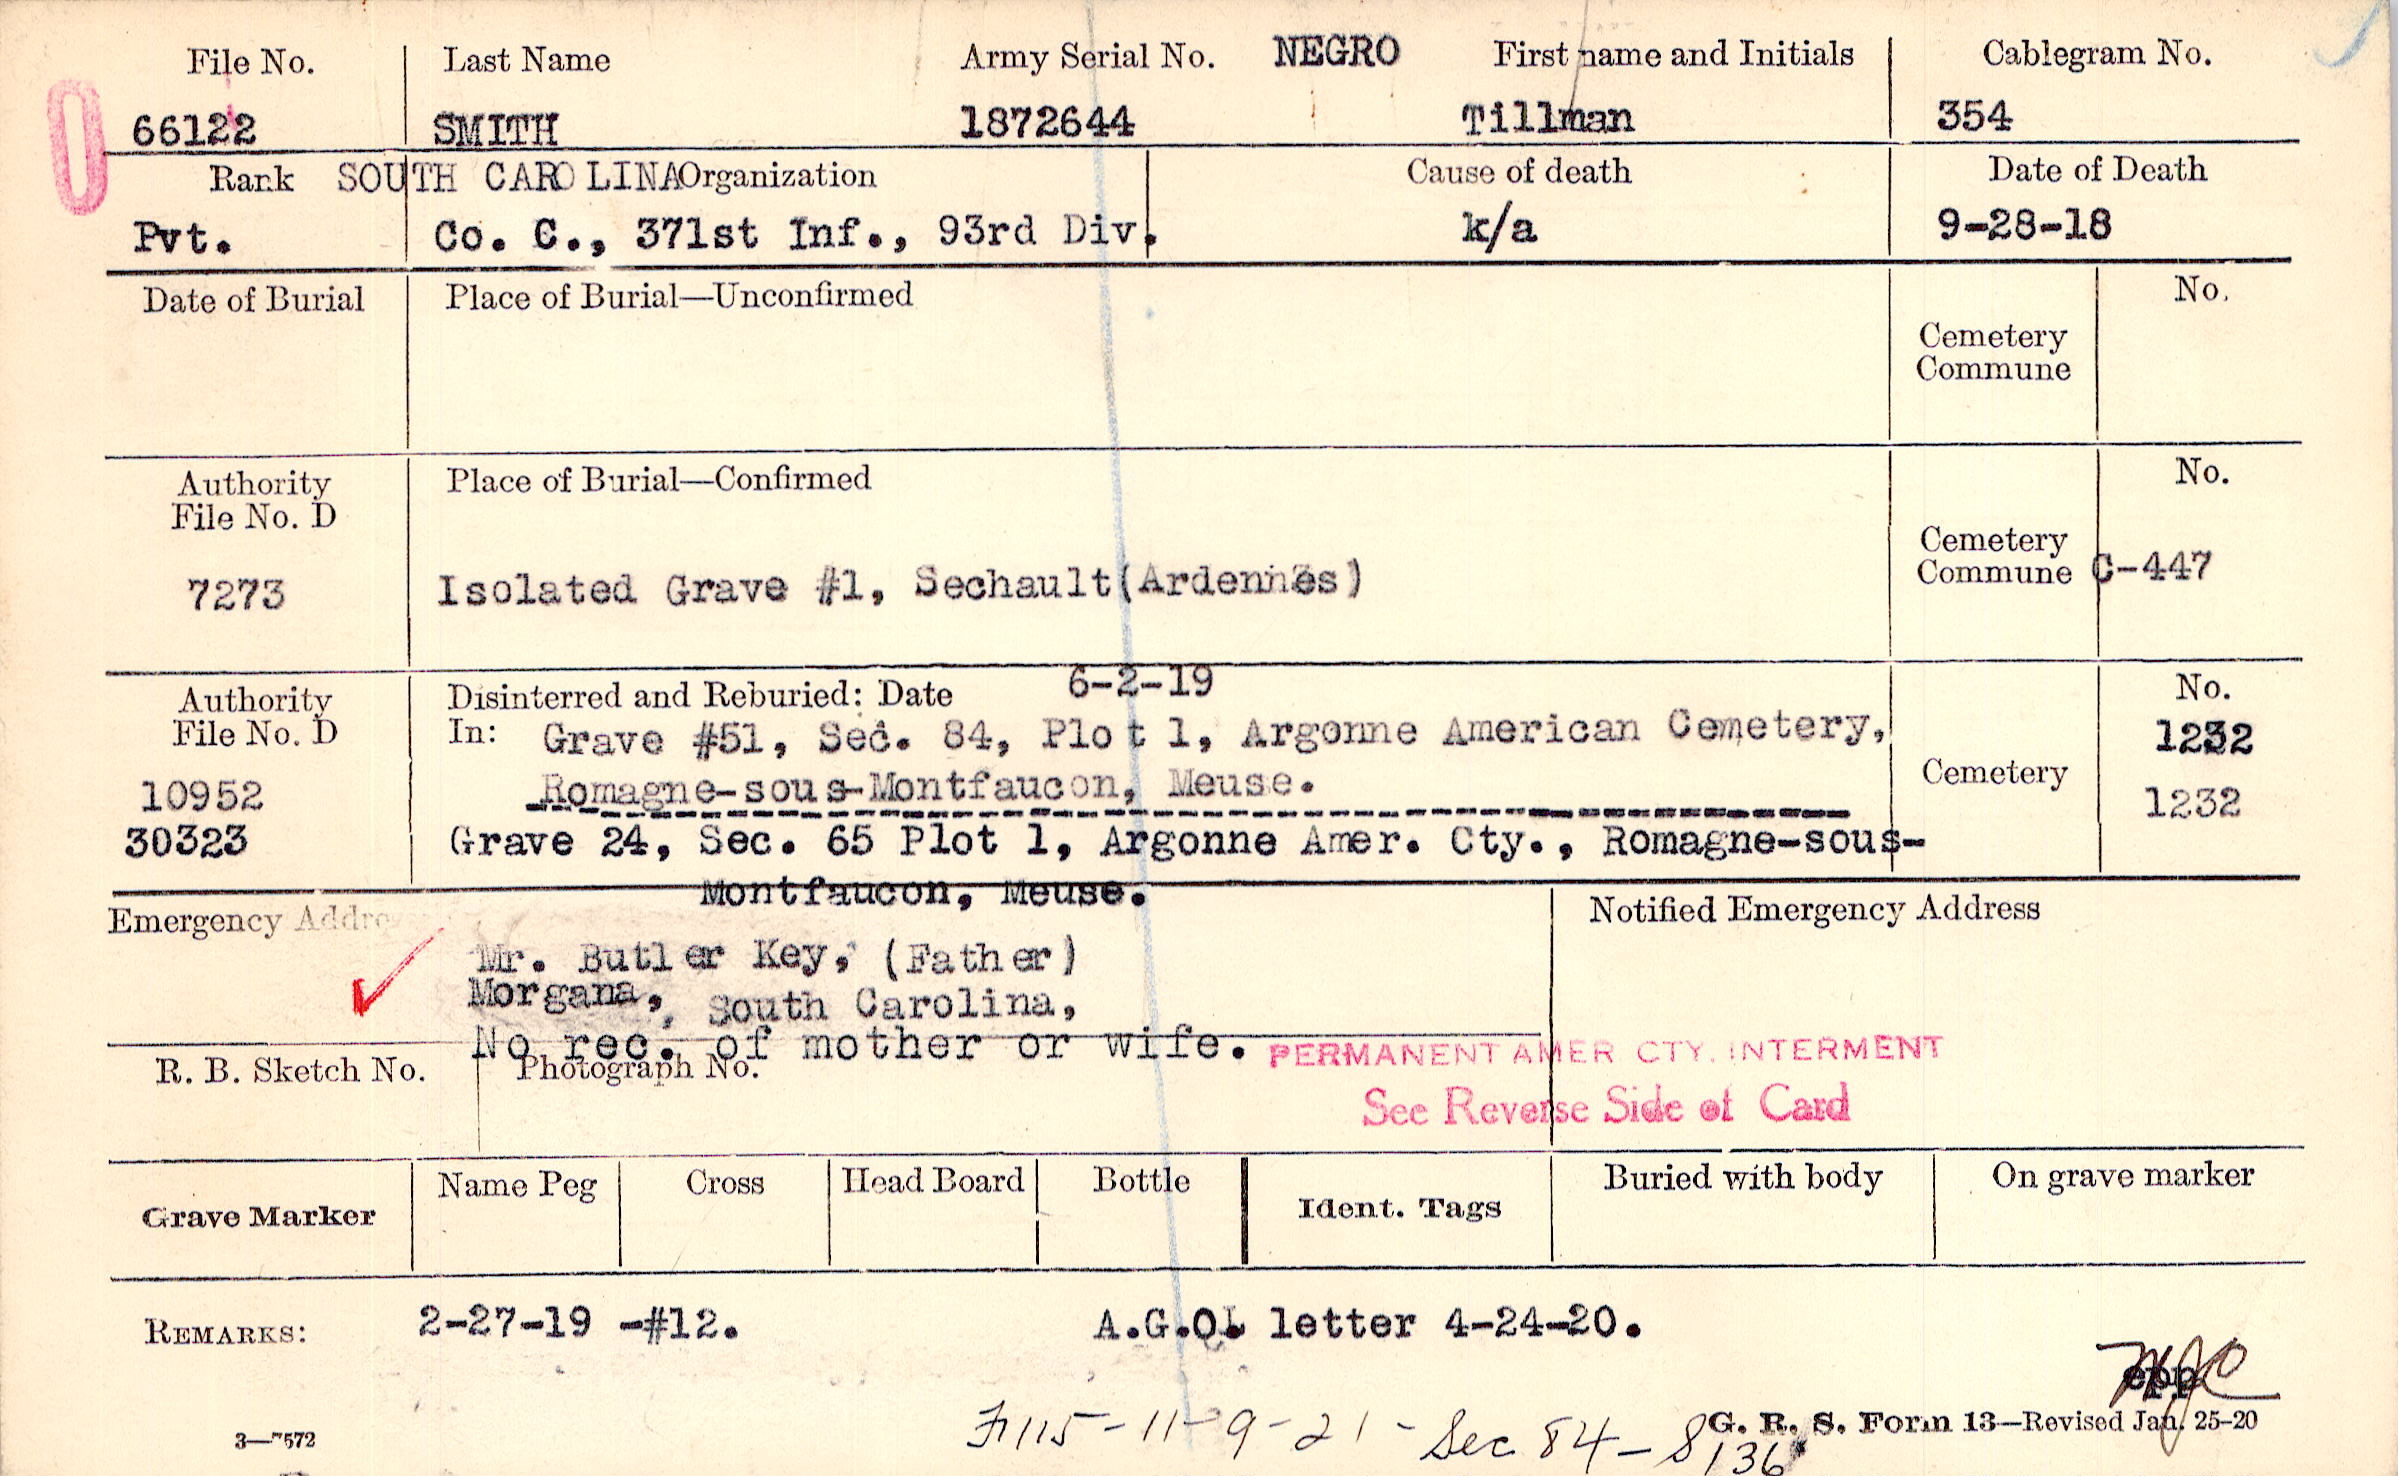 File No. Last Name Army Serial No. NEGRO First name and Initials Cablegram No.
66122 SMITH 1872644 Tillman 354
Rank SOUTH CAROLINA Organization Cause of death Date of Death
Pvt. Co. C., 371st Inf., 93rd Div. k/a 9-28-18
Date of Burial Place of Burial—Unconfirmed No.
Cemetery
Commune
Authority Place of Burial—Confirmed No.
File No. D
Cemetery
7273 Isolated Grave #1, Sechault(Ardennes) Commune C-447
Authority Disinterred and Reburied: Date 6-2-19 No.
File No. D In: Grave #51, Sec. 84, Plot 1, Argonne American Cemetery, 1232
10952 Romagne-sous-Montfaucon, Meuse. Cemetery 1232
30323 Grave 24, Sec. 65 Plot 1, Argonne Amer. Cty., Romagne-sous-
Montfaucon, Meuse.
Emergency Addre Notified Emergency Address
Mr. Butler Key, (Father)
Morgana, South Carolina,
No rec. of mother or wife. PERMANENT AMER CTY. INTERMENT
R. B. Sketch No. Photograph No.
See Reverse Side of Card
Grave Marker Name Peg Cross Head Board Bottle Ident. Tags Buried with body On grave marker
REMARKS: 2-27-19 -#12. A.G.O. letter 4-24-20.
G. R. S. Form 13—Revised Jan. 25-20
3—7572
11-9-21- Sec 84-8136